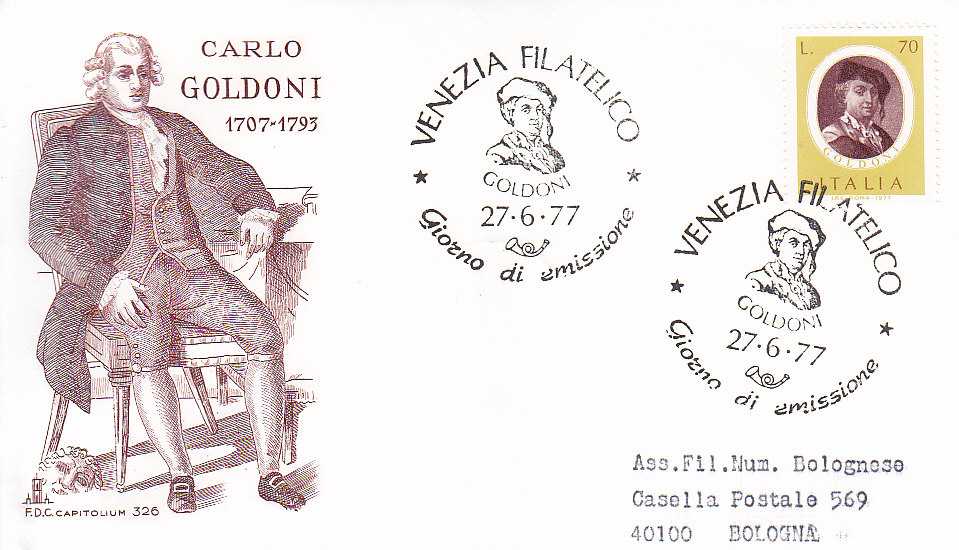 CARLO
GOLDONI
1707-1793
VENEZIA FILATELICO
GOLDONI
27·6·77
Giorno di emissione
L. 70
GOLDONI
ITALIA
VENEZIA FILATELICO
GOLDONI
27·6·77
Giorno di emissione
Ass.Fil.Num. Bolognese
Casella Postale 569
40100 BOLOGNA
F.D.C. CAPITOLIUM 326